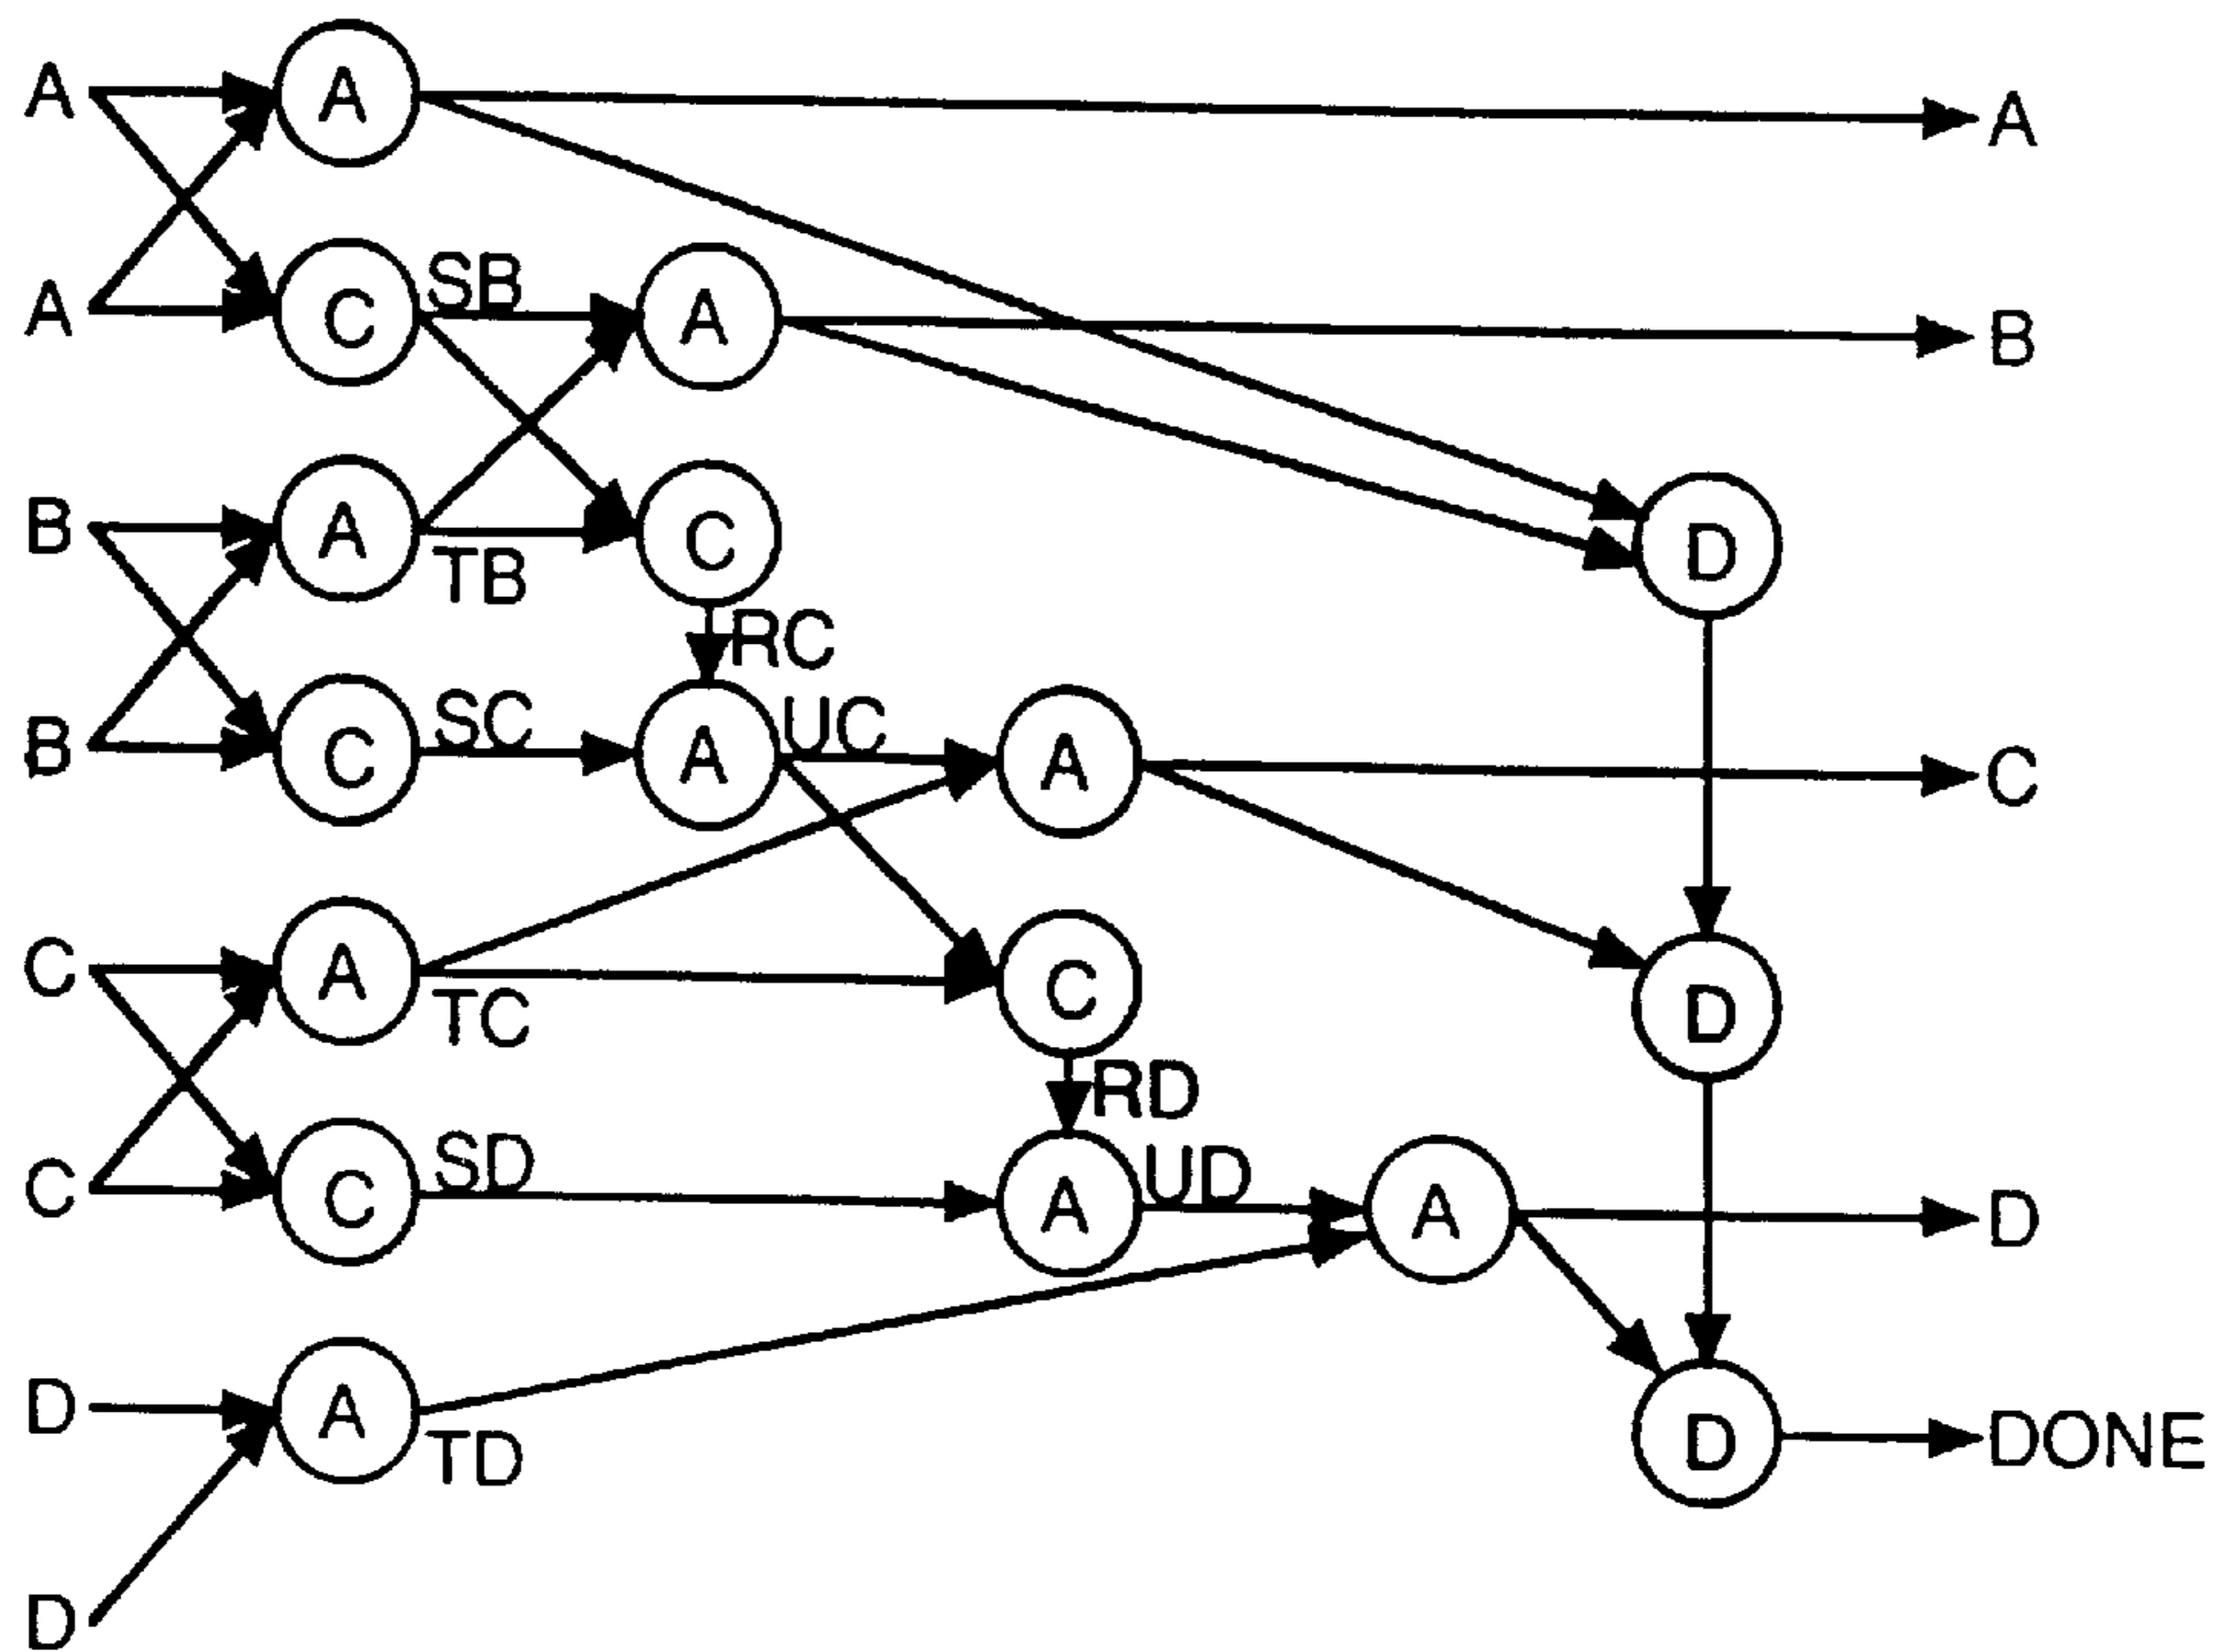 A A A
A C SB A B
B A TB C D
RC
B C SC A UC A C
C A TC C D
RD
C C SD A UD A D
D A TD D DONE
D